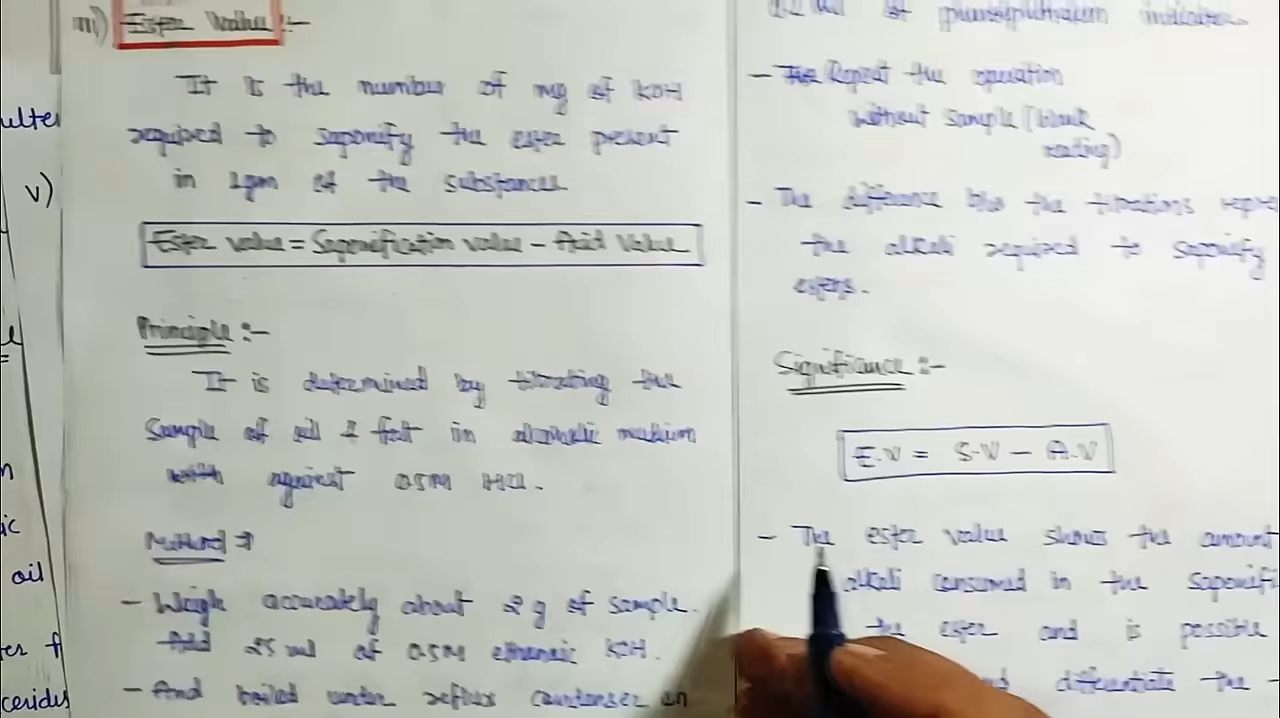 ulte
v)
oil
cerid
iii) Ester Value :-
It is the number of mg of KOH
required to saponify the ester present
in 1gm of the substances
Ester value = Saponification value - Acid Value
Principle :-
It is determined by titrating the
Sample of oil & fat in alcoholic medium
against 0.5M HCl.
Method ⇒
- Weigh accurately about 2 g of sample.
Add 25 ml of 0.5M ethanolic KOH.
- And boiled under reflux condenser
ml of phenolphthalein indicator
- Repeat the operation
without sample (blank
reading)
- The difference b/w the titrations
the alkali required to saponify
esters.
Significance :-
E.V = S.V - A.V
- The ester value shows the amount
alkali consumed in the
the ester and is possible
differentiate the